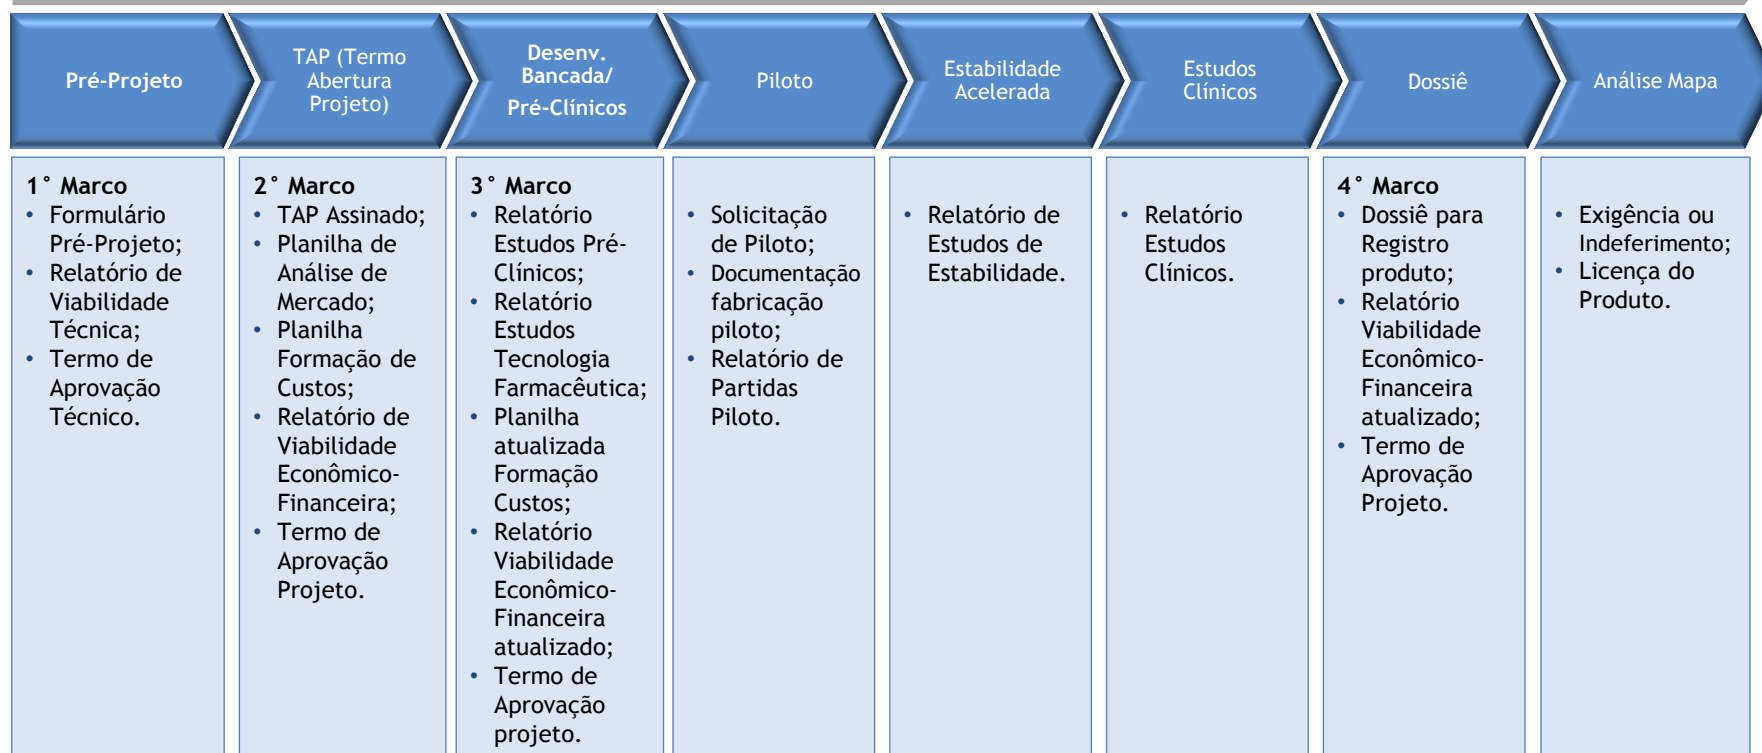 Pré-Projeto
TAP (Termo
Abertura
Projeto)
Desenv.
Bancada/
Pré-Clínicos
Piloto
Estabilidade
Acelerada
Estudos
Clínicos
Dossiê
Análise Mapa
1° Marco
• Formulário
Pré-Projeto;
• Relatório de
Viabilidade
Técnica;
• Termo de
Aprovação
Técnico.
2° Marco
• TAP Assinado;
• Planilha de
Análise de
Mercado;
• Planilha
Formação de
Custos;
• Relatório de
Viabilidade
Econômico-
Financeira;
• Termo de
Aprovação
Projeto.
3° Marco
• Relatório
Estudos Pré-
Clínicos;
• Relatório
Estudos
Tecnologia
Farmacêutica;
• Planilha
atualizada
Formação
Custos;
• Relatório
Viabilidade
Econômico-
Financeira
atualizado;
• Termo de
Aprovação
projeto.
• Solicitação
de Piloto;
• Documentação
fabricação
piloto;
• Relatório de
Partidas
Piloto.
• Relatório de
Estudos de
Estabilidade.
• Relatório
Estudos
Clínicos.
4° Marco
• Dossiê para
Registro
produto;
• Relatório
Viabilidade
Econômico-
Financeira
atualizado;
• Termo de
Aprovação
Projeto.
• Exigência ou
Indeferimento;
• Licença do
Produto.